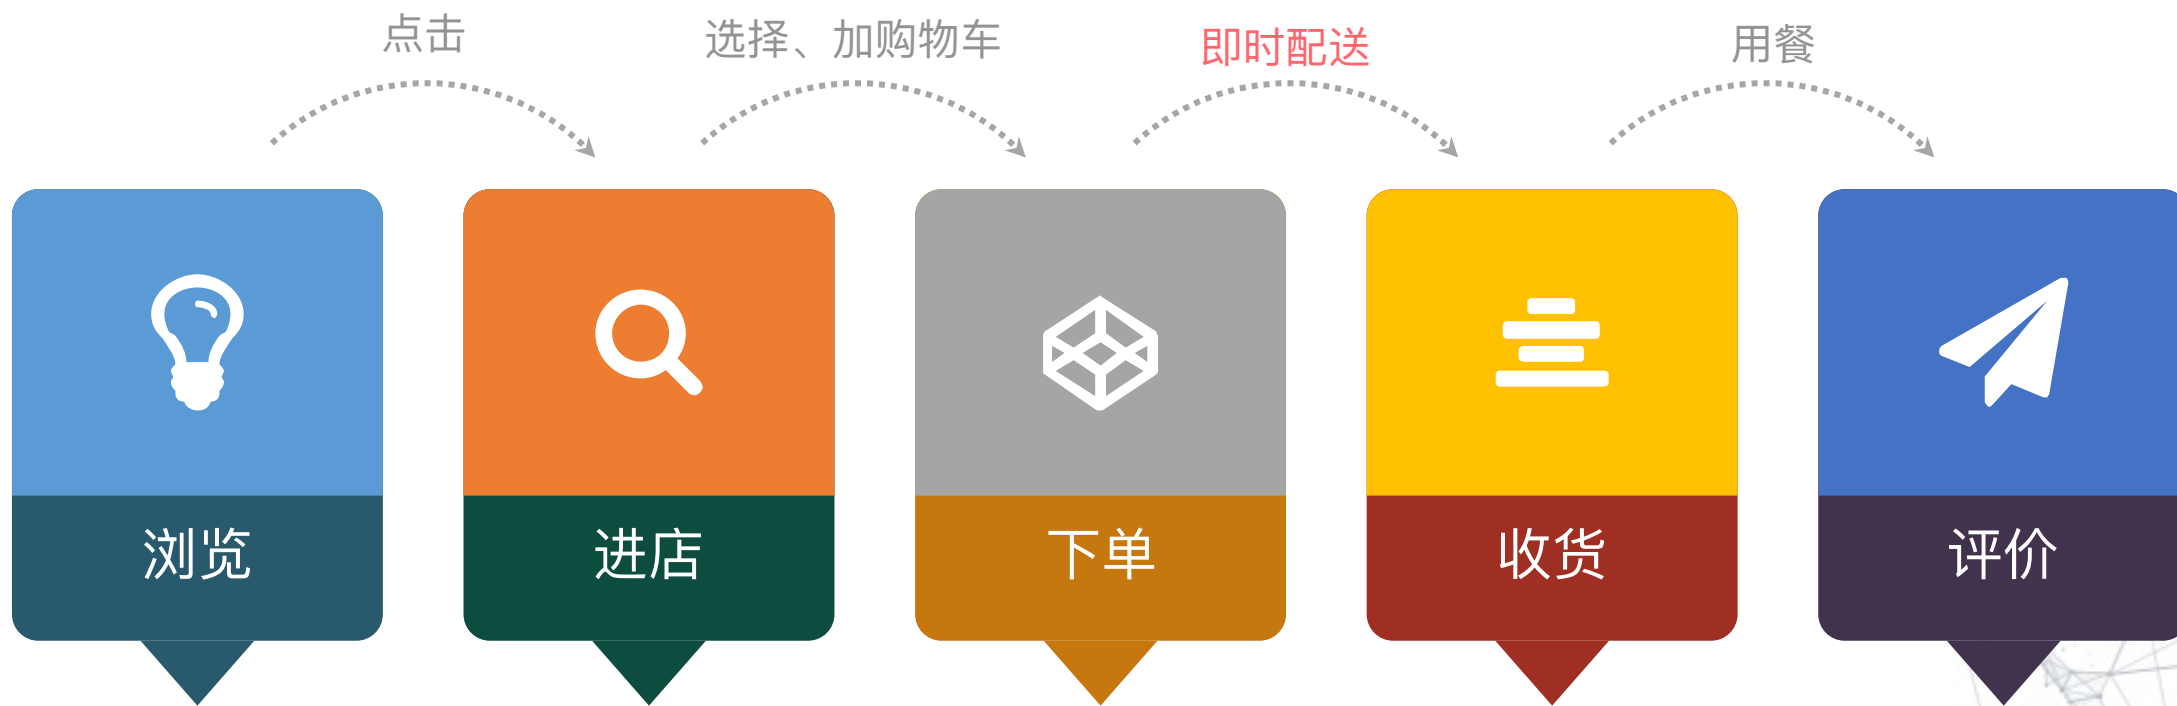 点击
选择、加购物车
即时配送
用餐
浏览
进店
下单
收货
评价